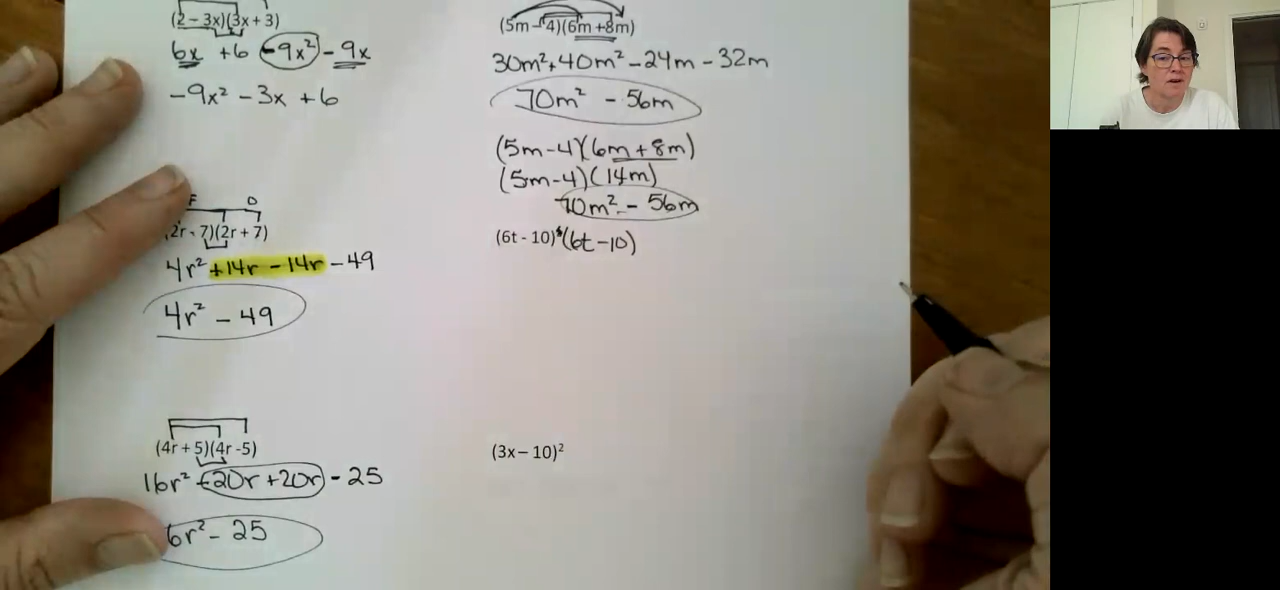 (2 – 3x)(3x + 3)
6x +6 -9x² - 9x
-9x² - 3x + 6
F O
2r - 7)(2r + 7)
4r² +14r - 14r - 49
4r² - 49
(4r + 5)(4r -5)
16r² -20r +20r - 25
6r² - 25
(5m - 4)(6m +8m)
30m² + 40m² - 24m - 32m
70m² - 56m
(5m-4)(6m + 8m)
(5m-4)(14m)
70m² - 56m
(6t - 10)²(6t-10)
(3x – 10)²